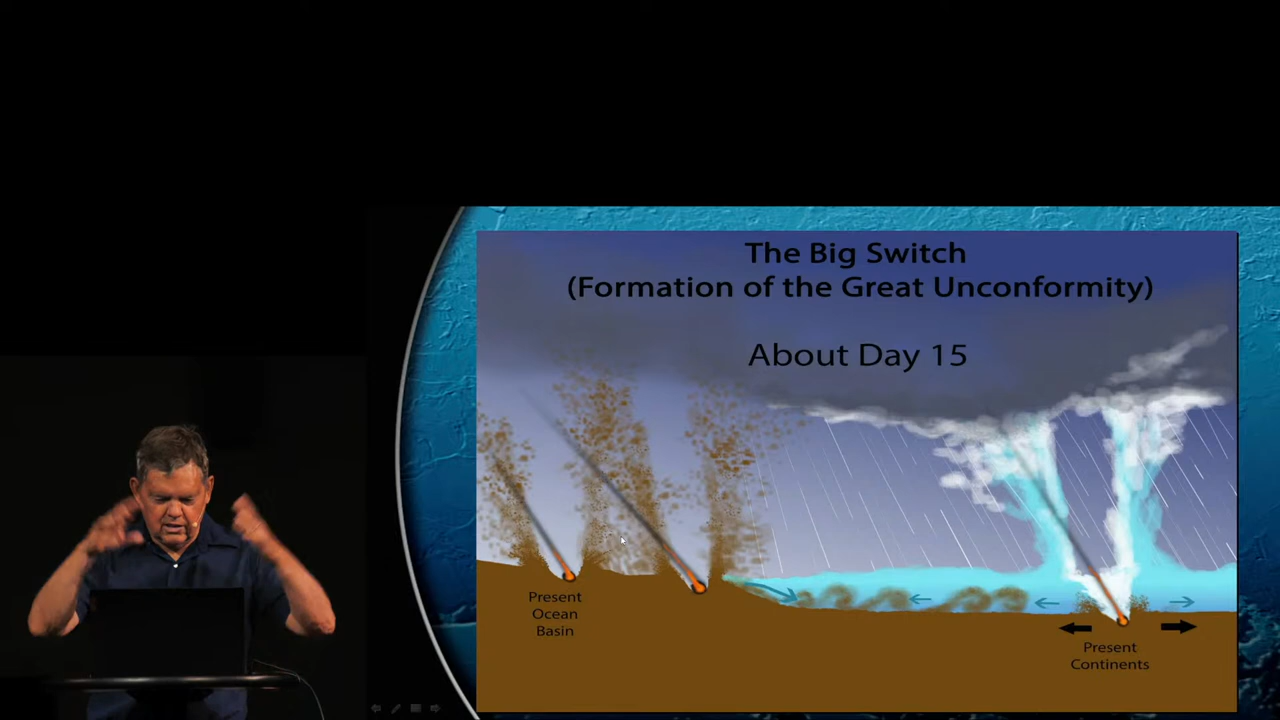 The Big Switch
(Formation of the Great Unconformity)
About Day 15
Present
Ocean
Basin
Present
Continents